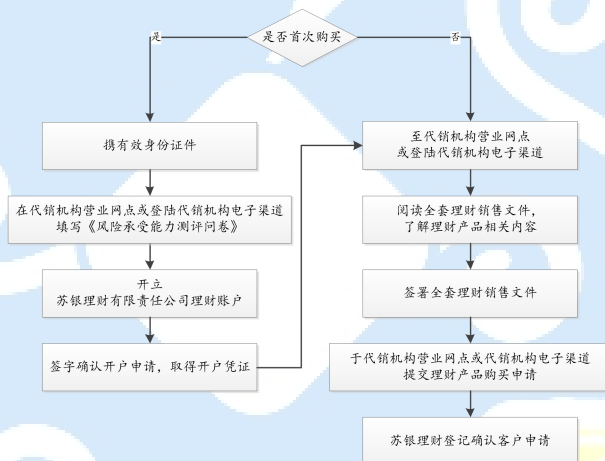 是否首次购买
是
否
携有效身份证件
在代销机构营业网点或登陆代销机构电子渠道
填写《风险承受能力测评问卷》
开立
苏银理财有限责任公司理财账户
签字确认开户申请，取得开户凭证
至代销机构营业网点
或登陆代销机构电子渠道
阅读全套理财销售文件，
了解理财产品相关内容
签署全套理财销售文件
于代销机构营业网点或代销机构电子渠道
提交理财产品购买申请
苏银理财登记确认客户申请